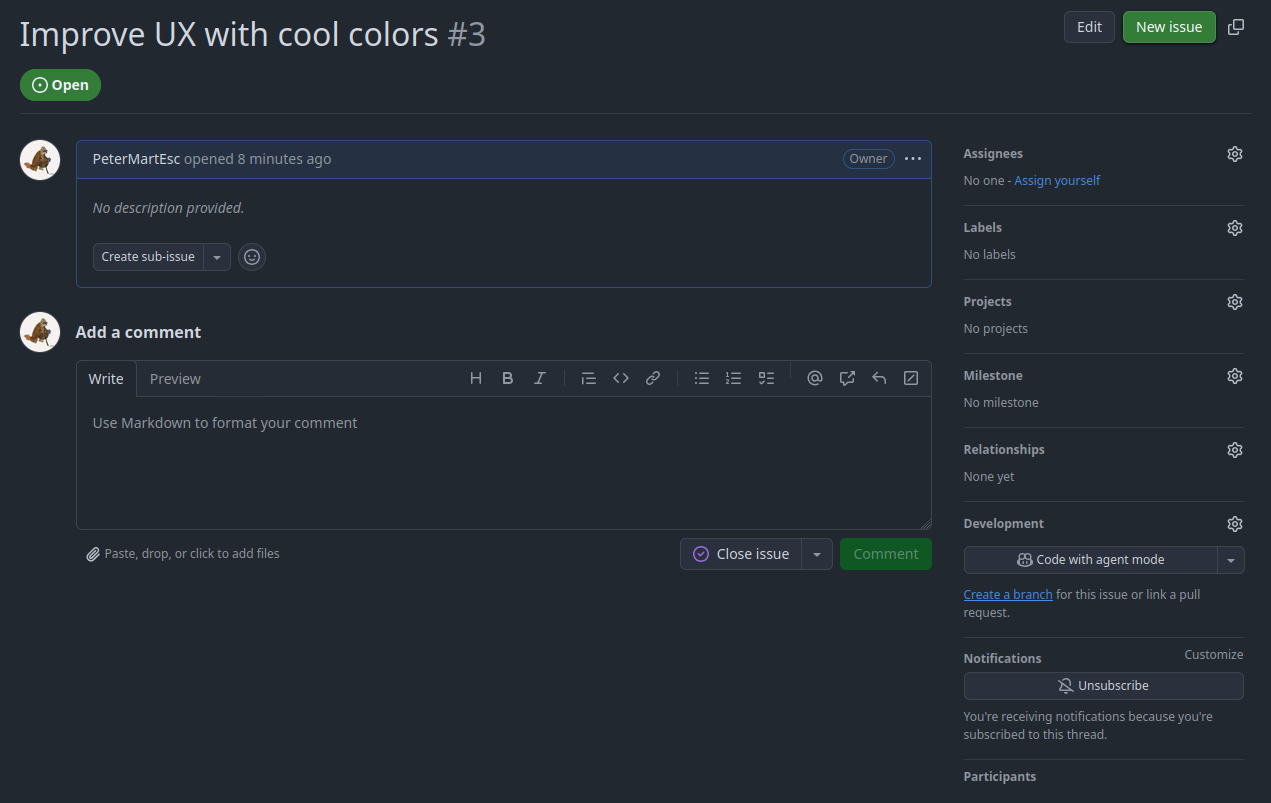 Improve UX with cool colors #3
Edit
New issue
Open
PeterMartEsc opened 8 minutes ago
Owner
No description provided.
Create sub-issue
Add a comment
Write
Preview
Use Markdown to format your comment
Paste, drop, or click to add files
Close issue
Comment
Assignees
No one - Assign yourself
Labels
No labels
Projects
No projects
Milestone
No milestone
Relationships
None yet
Development
Code with agent mode
Create a branch for this issue or link a pull
request.
Notifications
Customize
Unsubscribe
You're receiving notifications because you're
subscribed to this thread.
Participants